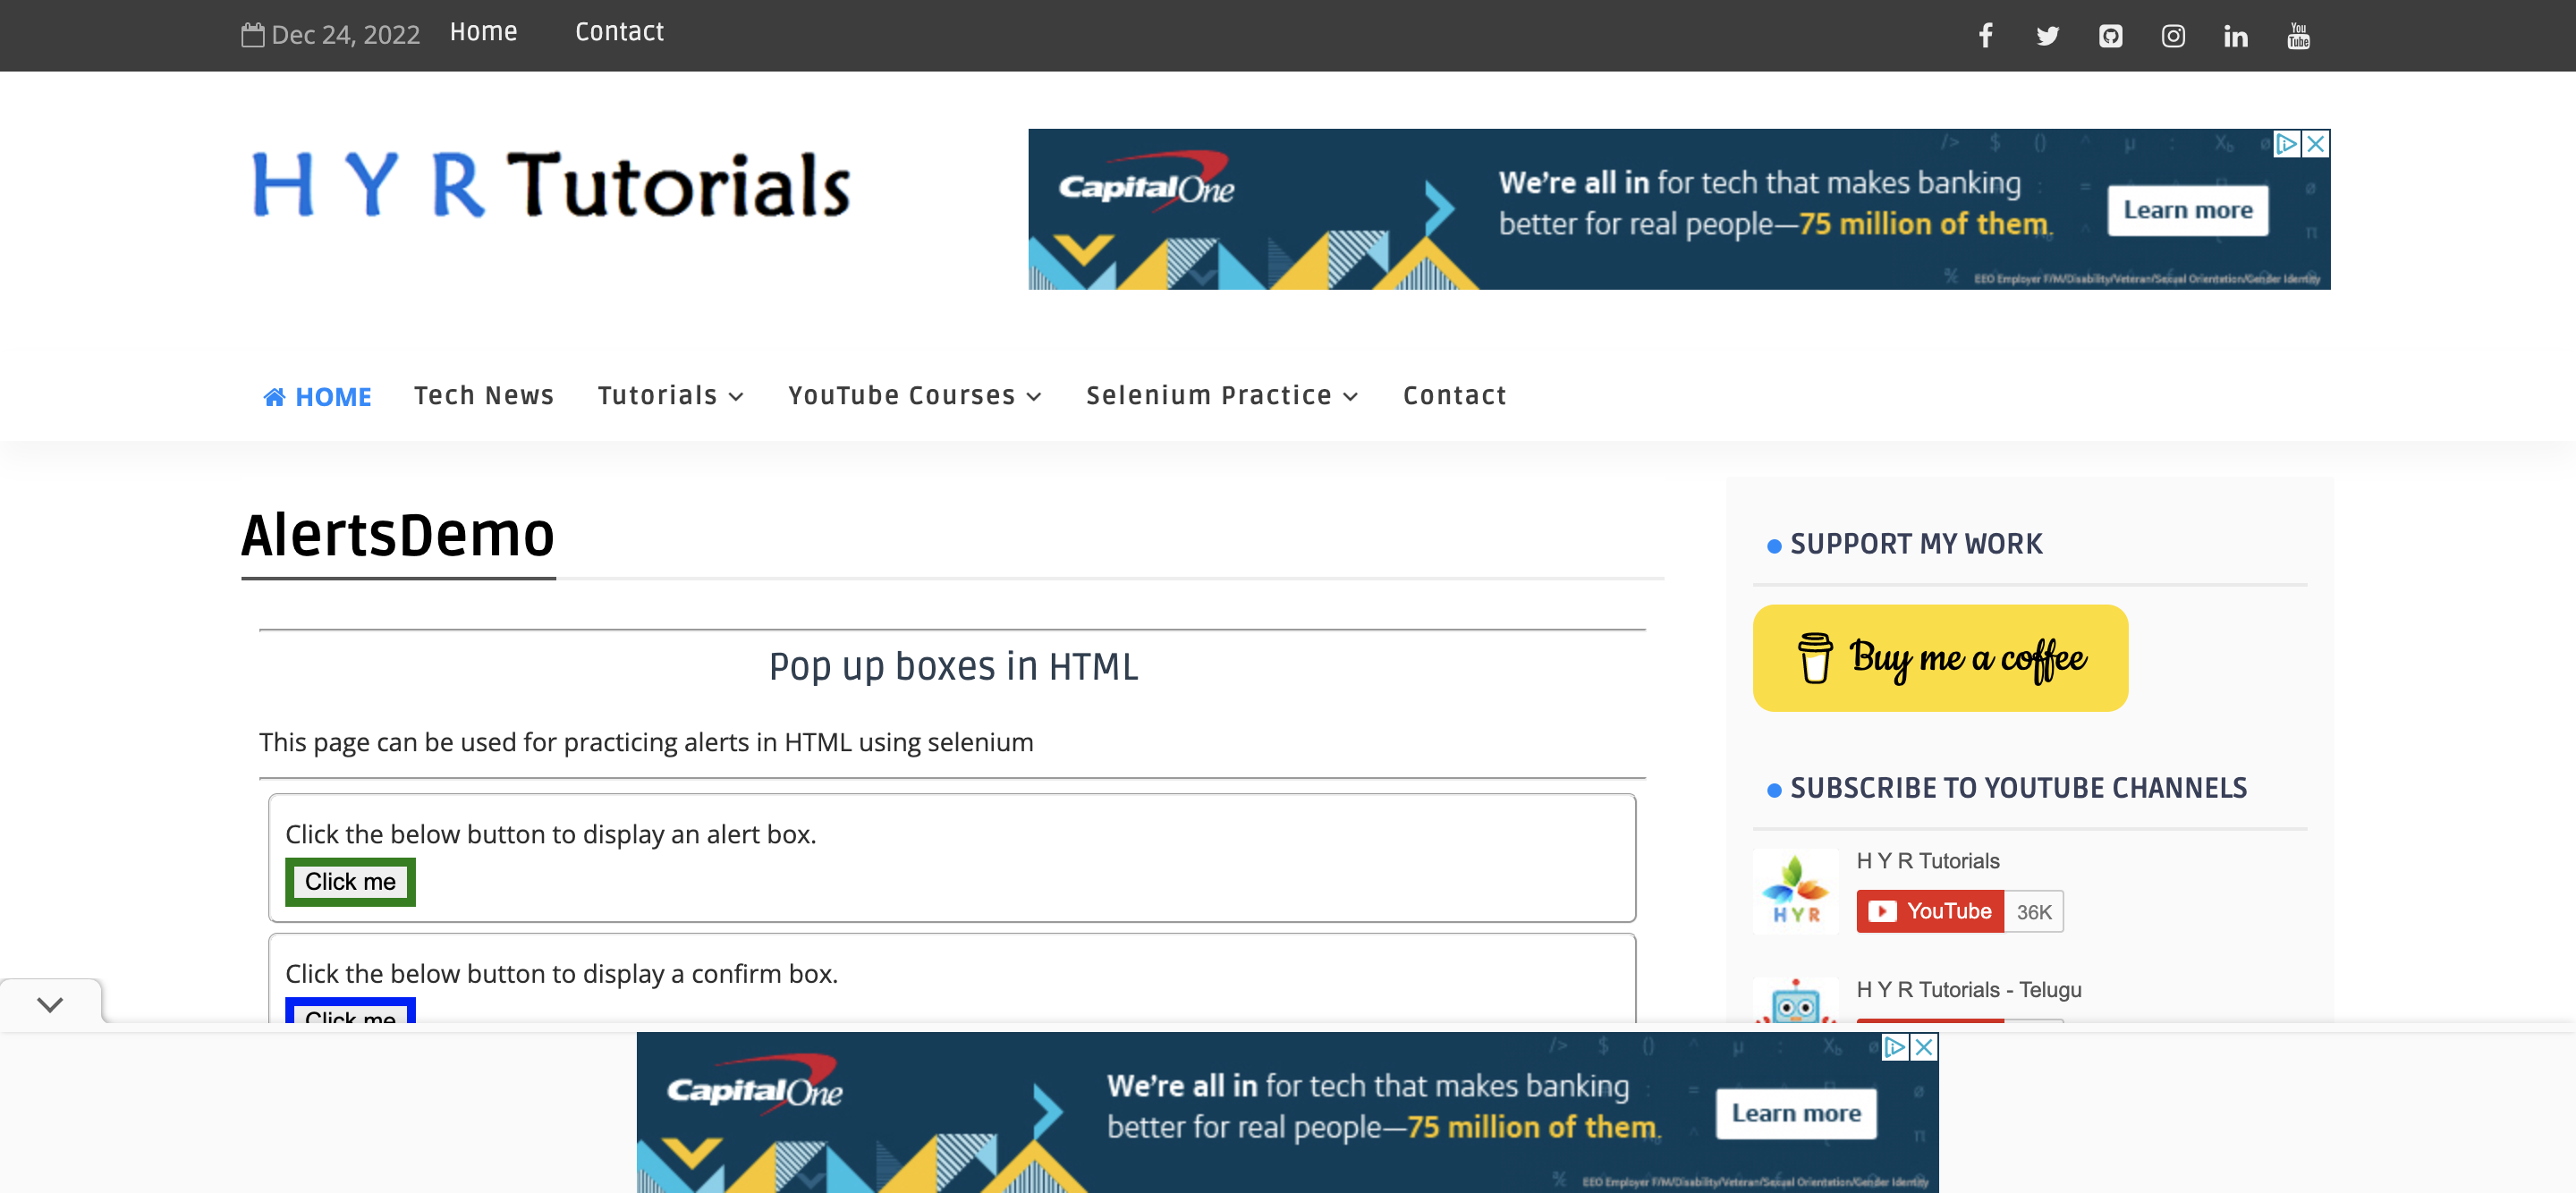 Dec 24, 2022 Home Contact
You
Tube
H Y R Tutorials
CapitalOne
We're all in for tech that makes banking
better for real people—75 million of them.
Learn more
EEO Employer F/M/Disability/Veteran/Sexual Orientation/Gender Identity
HOME Tech News Tutorials YouTube Courses Selenium Practice Contact
AlertsDemo
Pop up boxes in HTML
This page can be used for practicing alerts in HTML using selenium
Click the below button to display an alert box.
Click me
Click the below button to display a confirm box.
Click me
SUPPORT MY WORK
Buy me a coffee
SUBSCRIBE TO YOUTUBE CHANNELS
H Y R Tutorials
HYR
YouTube 36K
H Y R Tutorials - Telugu
CapitalOne
We're all in for tech that makes banking
better for real people—75 million of them.
Learn more
EEO Employer F/M/Disability/Veteran/Sexual Orientation/Gender Identity